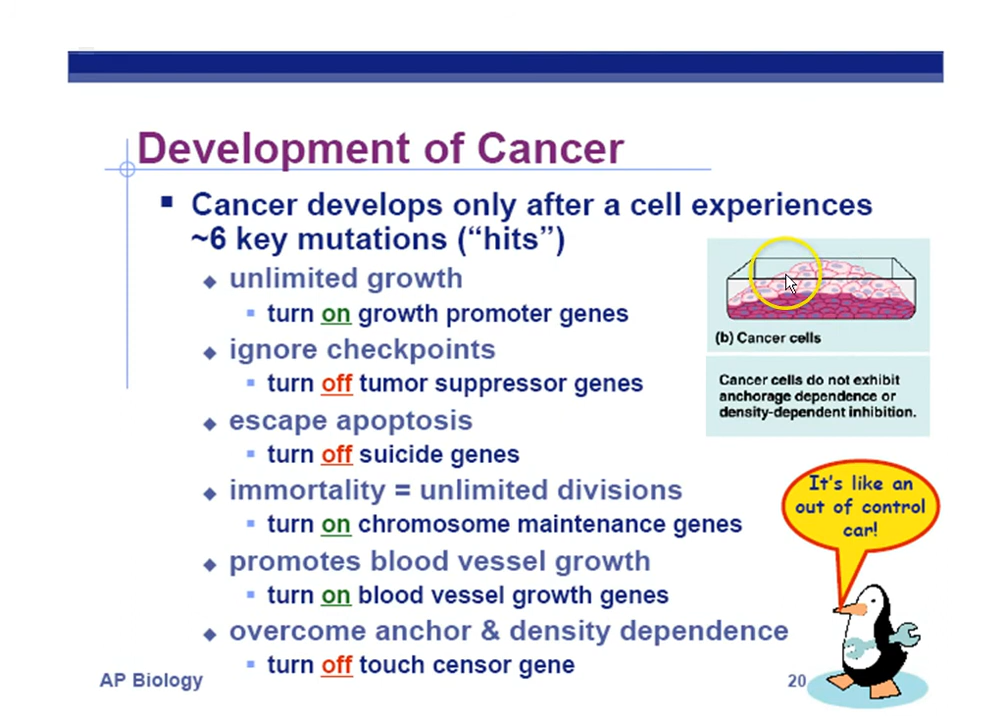 Development of Cancer
Cancer develops only after a cell experiences
~6 key mutations (“hits”)
unlimited growth
turn on growth promoter genes
ignore checkpoints
turn off tumor suppressor genes
escape apoptosis
turn off suicide genes
immortality = unlimited divisions
turn on chromosome maintenance genes
promotes blood vessel growth
turn on blood vessel growth genes
overcome anchor & density dependence
turn off touch censor gene
(b) Cancer cells
Cancer cells do not exhibit
anchorage dependence or
density-dependent inhibition.
It's like an
out of control
car!
AP Biology
20